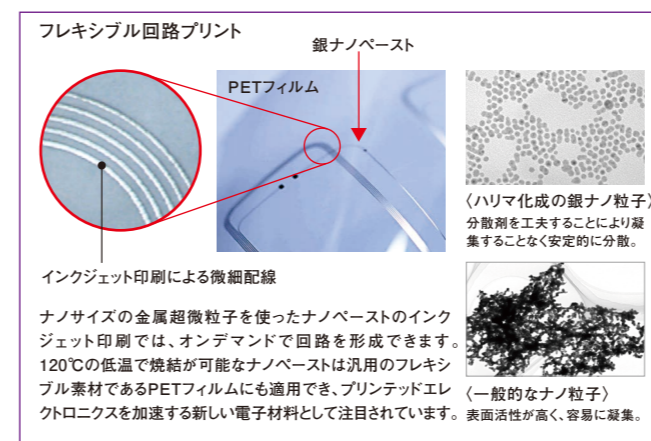 フレキシブル回路プリント
銀ナノペースト
PETフィルム
インクジェット印刷による微細配線
ナノサイズの金属超微粒子を使ったナノペーストのインク
ジェット印刷では、オンデマンドで回路を形成できます。
120℃の低温で焼結が可能なナノペーストは汎用のフレキシ
ブル素材であるPETフィルムにも適用でき、プリンテッドエレ
クトロニクスを加速する新しい電子材料として注目されています。
〈ハリマ化成の銀ナノ粒子〉
分散剤を工夫することにより凝
集することなく安定的に分散。
〈一般的なナノ粒子〉
表面活性が高く、容易に凝集。